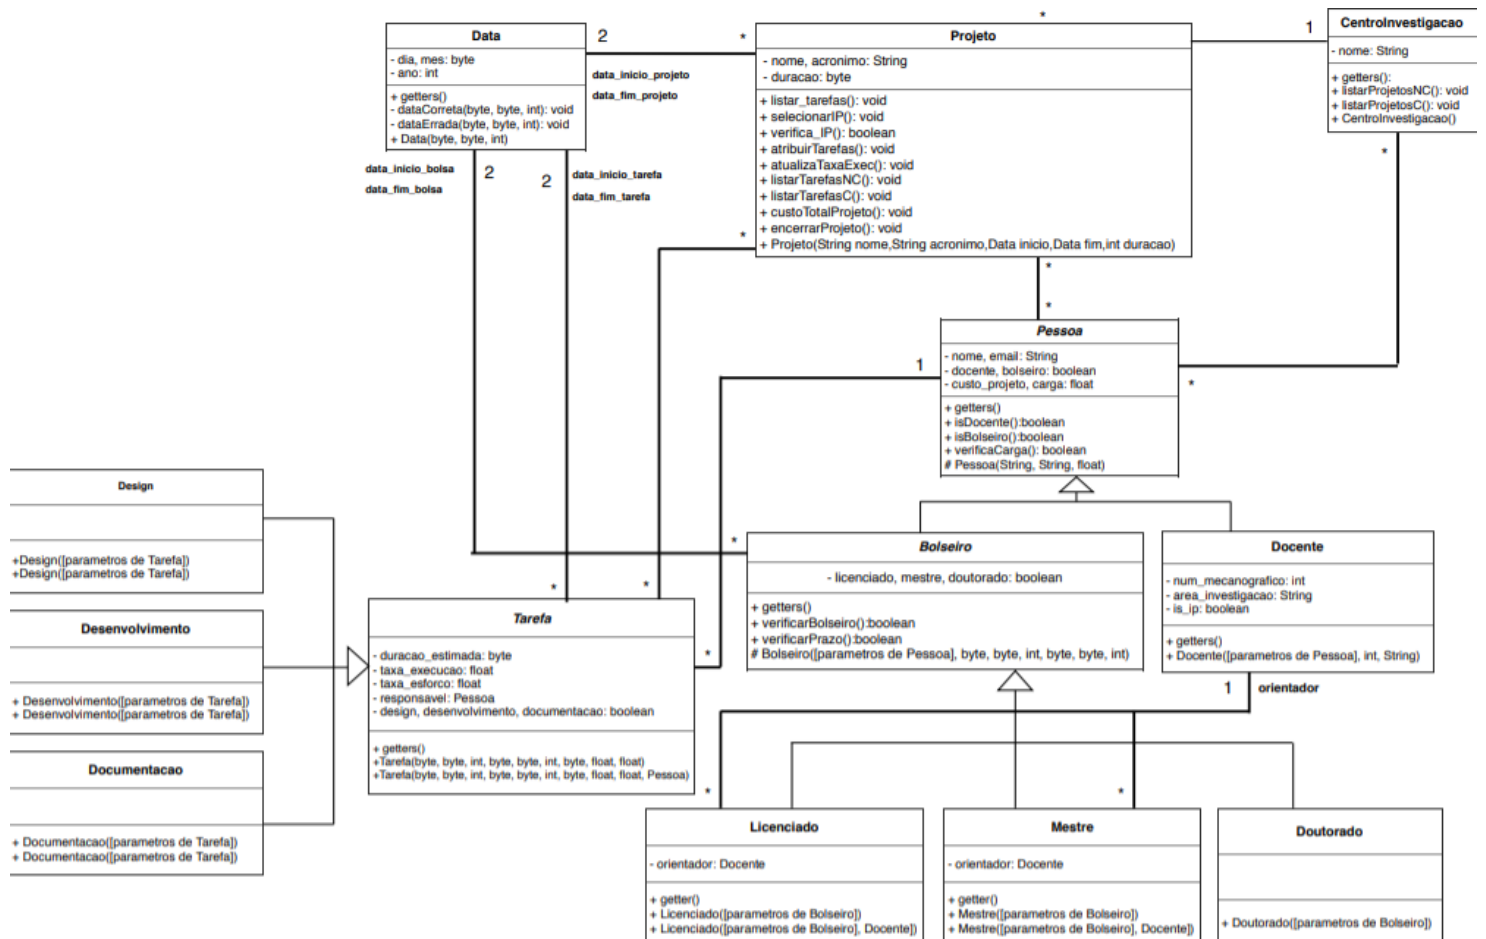 Data
- dia, mes: byte
- ano: int
+ getters()
- dataCorreta(byte, byte, int): void
- dataErrada(byte, byte, int): void
+ Data(byte, byte, int)
2
*
data_inicio_projeto
data_fim_projeto
Projeto
- nome, acronimo: String
- duracao: byte
+ listar_tarefas(): void
+ selecionarIP(): void
+ verifica_IP(): boolean
+ atribuirTarefas(): void
+ atualizaTaxaExec(): void
+ listarTarefasNC(): void
+ listarTarefasC(): void
+ custoTotalProjeto(): void
+ encerrarProjeto(): void
+ Projeto(String nome,String acronimo,Data inicio,Data fim,int duracao)
*
1
CentroInvestigacao
- nome: String
+ getters():
+ listarProjetosNC(): void
+ listarProjetosC(): void
+ CentroInvestigacao()
*
data_inicio_bolsa
data_fim_bolsa
2
2
data_inicio_tarefa
data_fim_tarefa
*
*
*
Pessoa
- nome, email: String
- docente, bolseiro: boolean
- custo_projeto, carga: float
+ getters()
+ isDocente():boolean
+ isBolseiro():boolean
+ verificaCarga(): boolean
# Pessoa(String, String, float)
1
*
Design
+Design([parametros de Tarefa])
+Design([parametros de Tarefa])
Desenvolvimento
+ Desenvolvimento([parametros de Tarefa])
+ Desenvolvimento([parametros de Tarefa])
Documentacao
+ Documentacao([parametros de Tarefa])
+ Documentacao([parametros de Tarefa])
*
*
*
Tarefa
- duracao_estimada: byte
- taxa_execucao: float
- taxa_esforco: float
- responsavel: Pessoa
- design, desenvolvimento, documentacao: boolean
+ getters()
+Tarefa(byte, byte, int, byte, byte, int, byte, float, float)
+Tarefa(byte, byte, int, byte, byte, int, byte, float, float, Pessoa)
*
Bolseiro
- licenciado, mestre, doutorado: boolean
+ getters()
+ verificarBolseiro():boolean
+ verificarPrazo():boolean
# Bolseiro([parametros de Pessoa], byte, byte, int, byte, byte, int)
Docente
- num_mecanografico: int
- area_investigacao: String
- is_ip: boolean
+ getters()
+ Docente([parametros de Pessoa], int, String)
1
orientador
*
*
Licenciado
- orientador: Docente
+ getter()
+ Licenciado([parametros de Bolseiro])
+ Licenciado([parametros de Bolseiro], Docente])
Mestre
- orientador: Docente
+ getter()
+ Mestre([parametros de Bolseiro])
+ Mestre([parametros de Bolseiro], Docente])
Doutorado
+ Doutorado([parametros de Bolseiro])